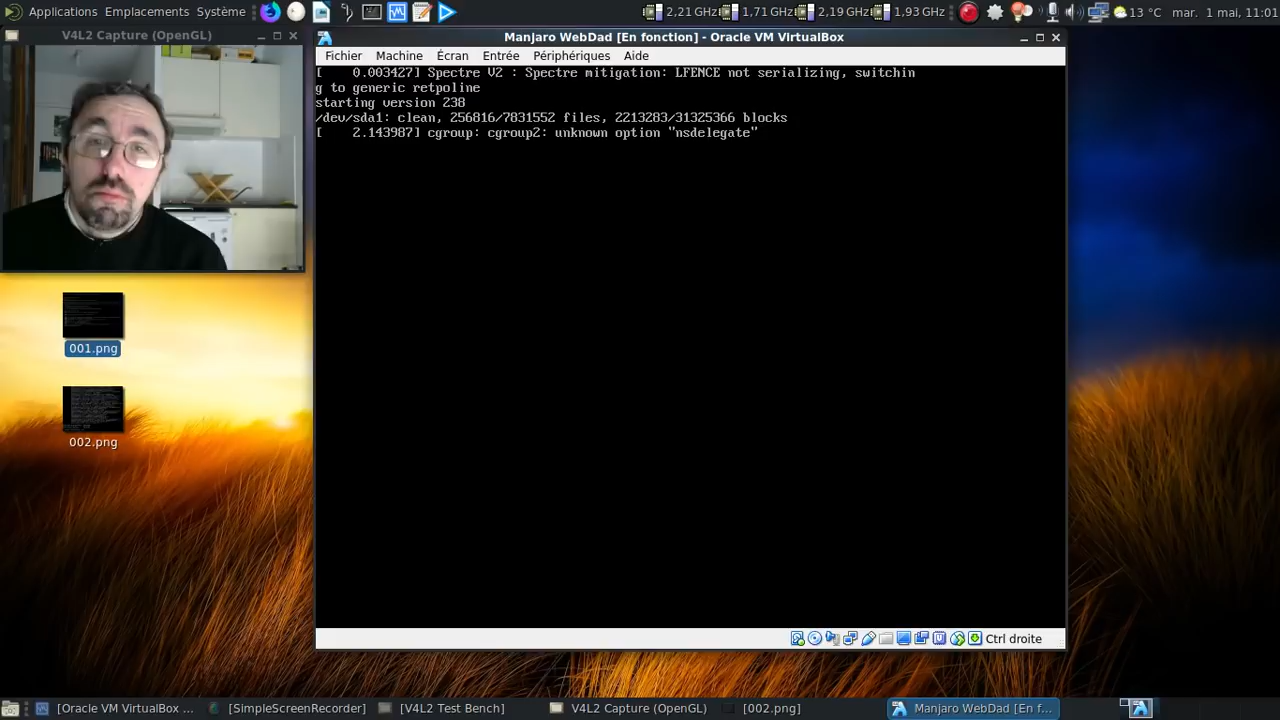 Applications Emplacements Système
2,21 GHz 1,71 GHz 2,19 GHz 1,93 GHz 13 °C mar. 1 mai, 11:01
V4L2 Capture (OpenGL)
Manjaro WebDad [En fonction] - Oracle VM VirtualBox
Fichier Machine Écran Entrée Périphériques Aide
[    0.003427] Spectre V2 : Spectre mitigation: LFENCE not serializing, switchin
g to generic retpoline
starting version 238
/dev/sda1: clean, 256816/7831552 files, 2213283/31325366 blocks
[    2.143987] cgroup: cgroup2: unknown option "nsdelegate"
001.png
002.png
Ctrl droite
[Oracle VM VirtualBox ... [SimpleScreenRecorder] [V4L2 Test Bench] V4L2 Capture (OpenGL) [002.png] Manjaro WebDad [En f...